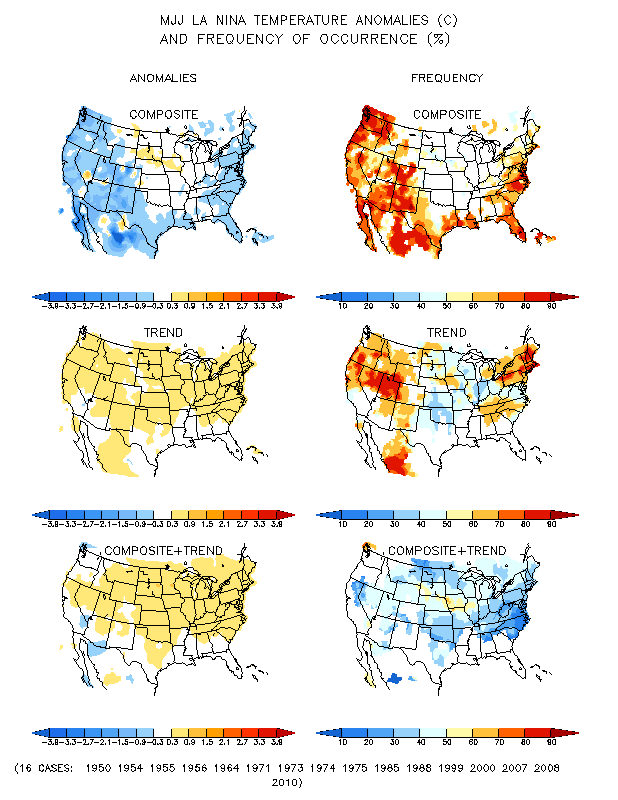 MJJ LA NINA TEMPERATURE ANOMALIES (C)
AND FREQUENCY OF OCCURRENCE (%)
ANOMALIES
FREQUENCY
COMPOSITE
COMPOSITE
-3.9 -3.3 -2.7 -2.1 -1.5 -0.9 -0.3 0.3 0.9 1.5 2.1 2.7 3.3 3.9
10 20 30 40 50 60 70 80 90
TREND
TREND
-3.9 -3.3 -2.7 -2.1 -1.5 -0.9 -0.3 0.3 0.9 1.5 2.1 2.7 3.3 3.9
10 20 30 40 50 60 70 80 90
COMPOSITE+TREND
COMPOSITE+TREND
-3.9 -3.3 -2.7 -2.1 -1.5 -0.9 -0.3 0.3 0.9 1.5 2.1 2.7 3.3 3.9
10 20 30 40 50 60 70 80 90
(16 CASES: 1950 1954 1955 1956 1964 1971 1973 1974 1975 1985 1988 1999 2000 2007 2008
2010)